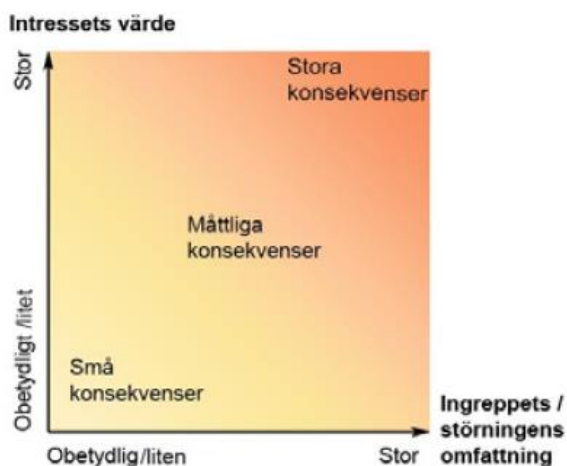 Intressets värde
Stor
Stora
konsekvenser
Måttliga
konsekvenser
Obetydligt /litet
Små
konsekvenser
Ingreppets /
störningens
omfattning
Obetydlig/liten
Stor